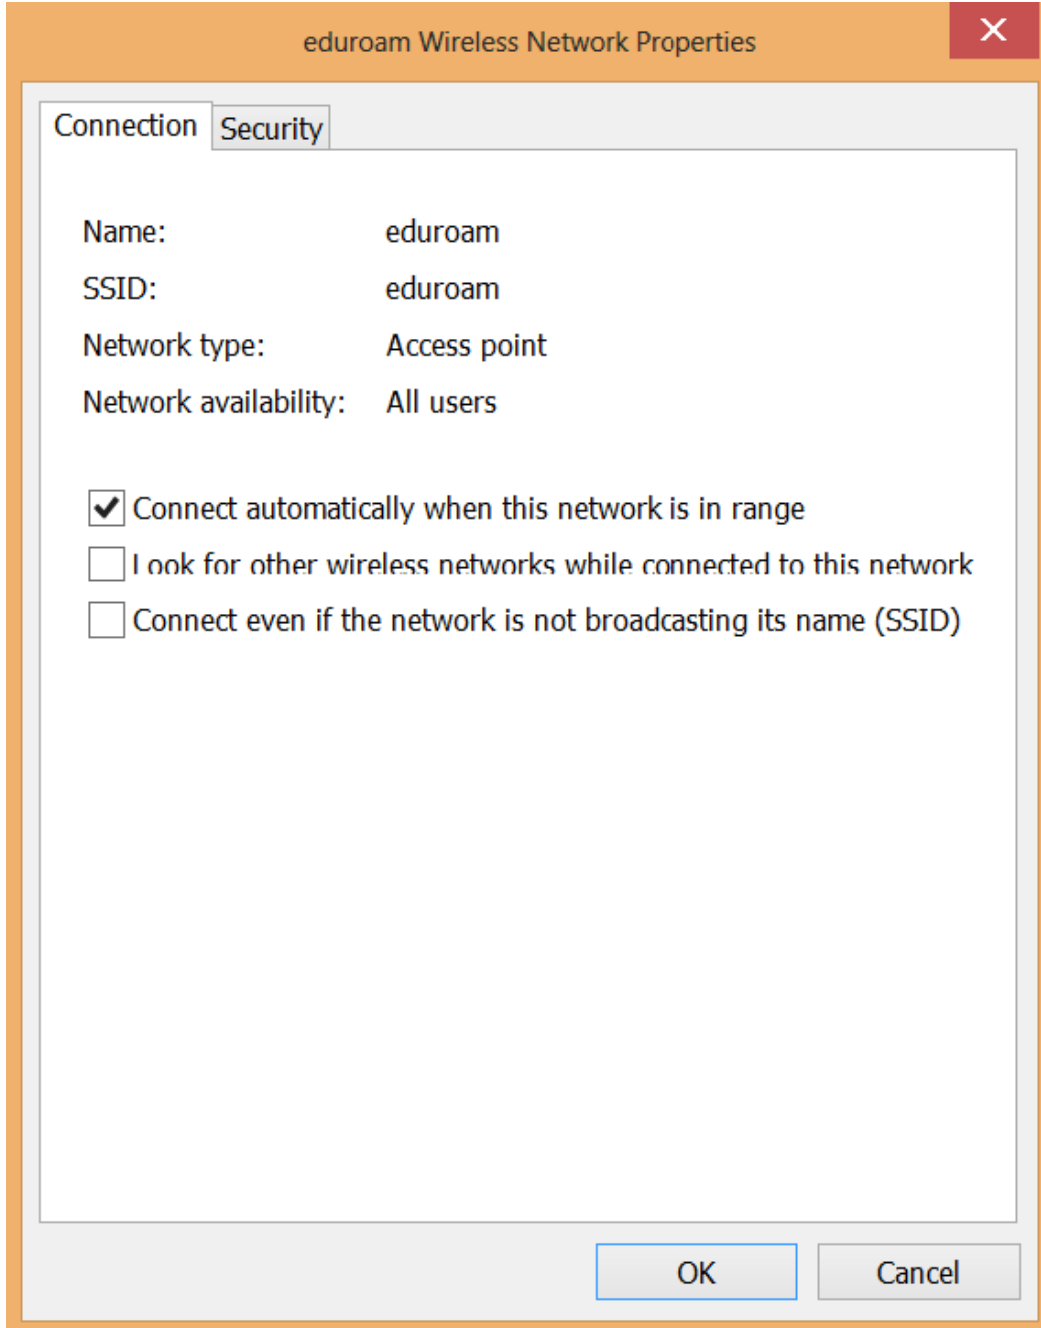 eduroam Wireless Network Properties
Connection Security
Name: eduroam
SSID: eduroam
Network type: Access point
Network availability: All users
Connect automatically when this network is in range
Look for other wireless networks while connected to this network
Connect even if the network is not broadcasting its name (SSID)
OK Cancel